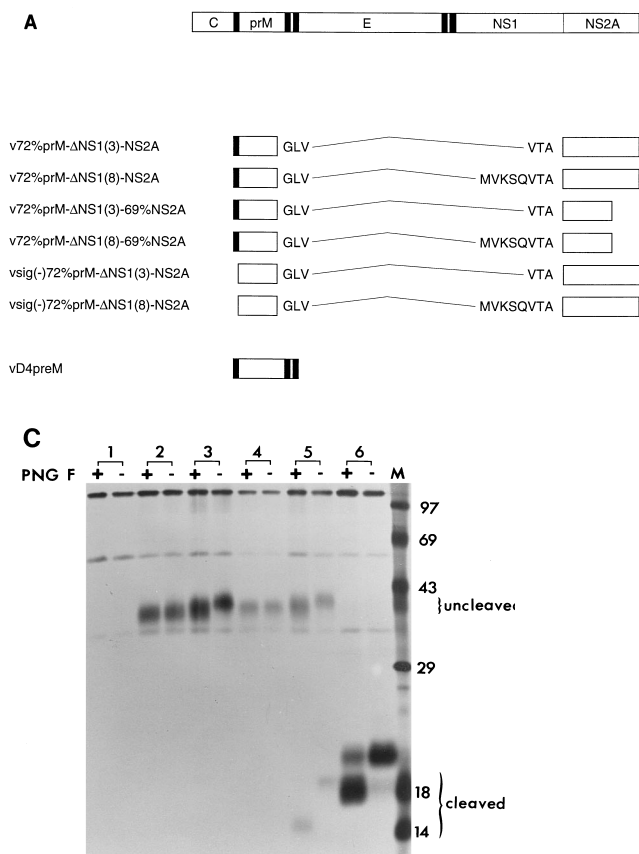 A
C prM E NS1 NS2A
v72%prM-ΔNS1(3)-NS2A GLV VTA
v72%prM-ΔNS1(8)-NS2A GLV MVKSQVTA
v72%prM-ΔNS1(3)-69%NS2A GLV VTA
v72%prM-ΔNS1(8)-69%NS2A GLV MVKSQVTA
vsig(-)72%prM-ΔNS1(3)-NS2A GLV VTA
vsig(-)72%prM-ΔNS1(8)-NS2A GLV MVKSQVTA
vD4preM
C
1 2 3 4 5 6
PNG F + - + - + - + - + - + - M
97
69
43
}uncleaved
29
18
} cleaved
14